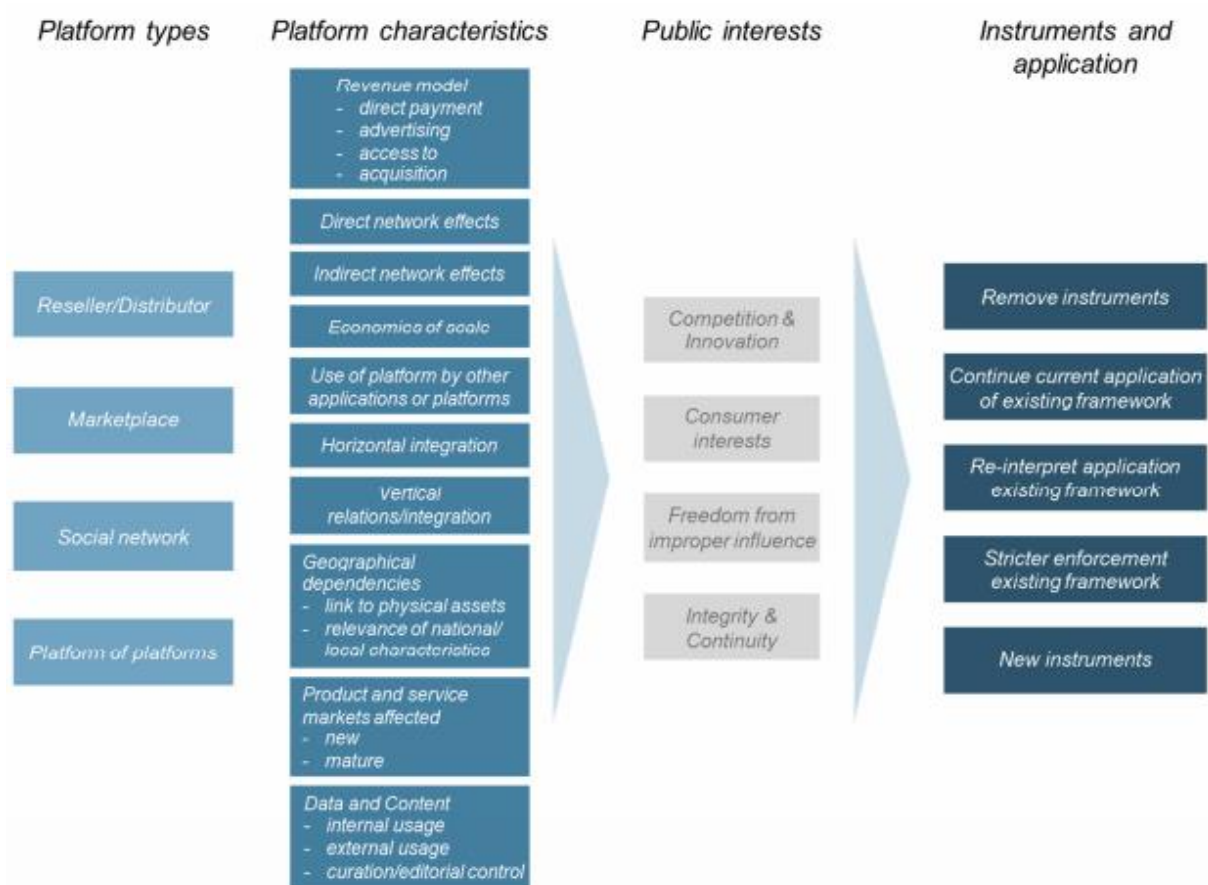 Platform types
Platform characteristics
Public interests
Instruments and
application
Reseller/Distributor
Marketplace
Social network
Platform of platforms
Revenue model
- direct payment
- advertising
- access to
- acquisition
Direct network effects
Indirect network effects
Economics of scale
Use of platform by other
applications or platforms
Horizontal integration
Vertical
relations/integration
Geographical
dependencies
- link to physical assets
- relevance of national/
local characteristics
Product and service
markets affected
- new
- mature
Data and Content
- internal usage
- external usage
- curation/editorial control
Competition &
Innovation
Consumer
interests
Freedom from
improper influence
Integrity &
Continuity
Remove instruments
Continue current application
of existing framework
Re-interpret application
existing framework
Stricter enforcement
existing framework
New instruments